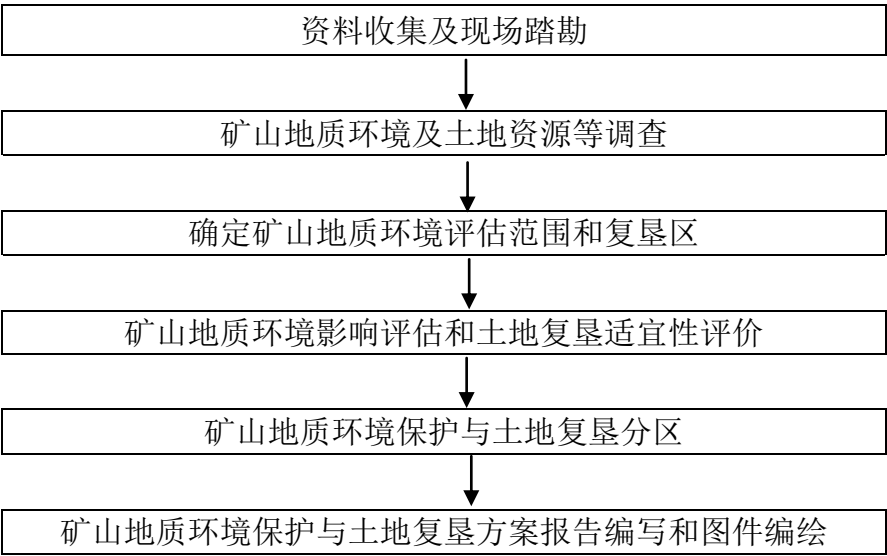 资料收集及现场踏勘
矿山地质环境及土地资源等调查
确定矿山地质环境评估范围和复垦区
矿山地质环境影响评估和土地复垦适宜性评价
矿山地质环境保护与土地复垦分区
矿山地质环境保护与土地复垦方案报告编写和图件编绘